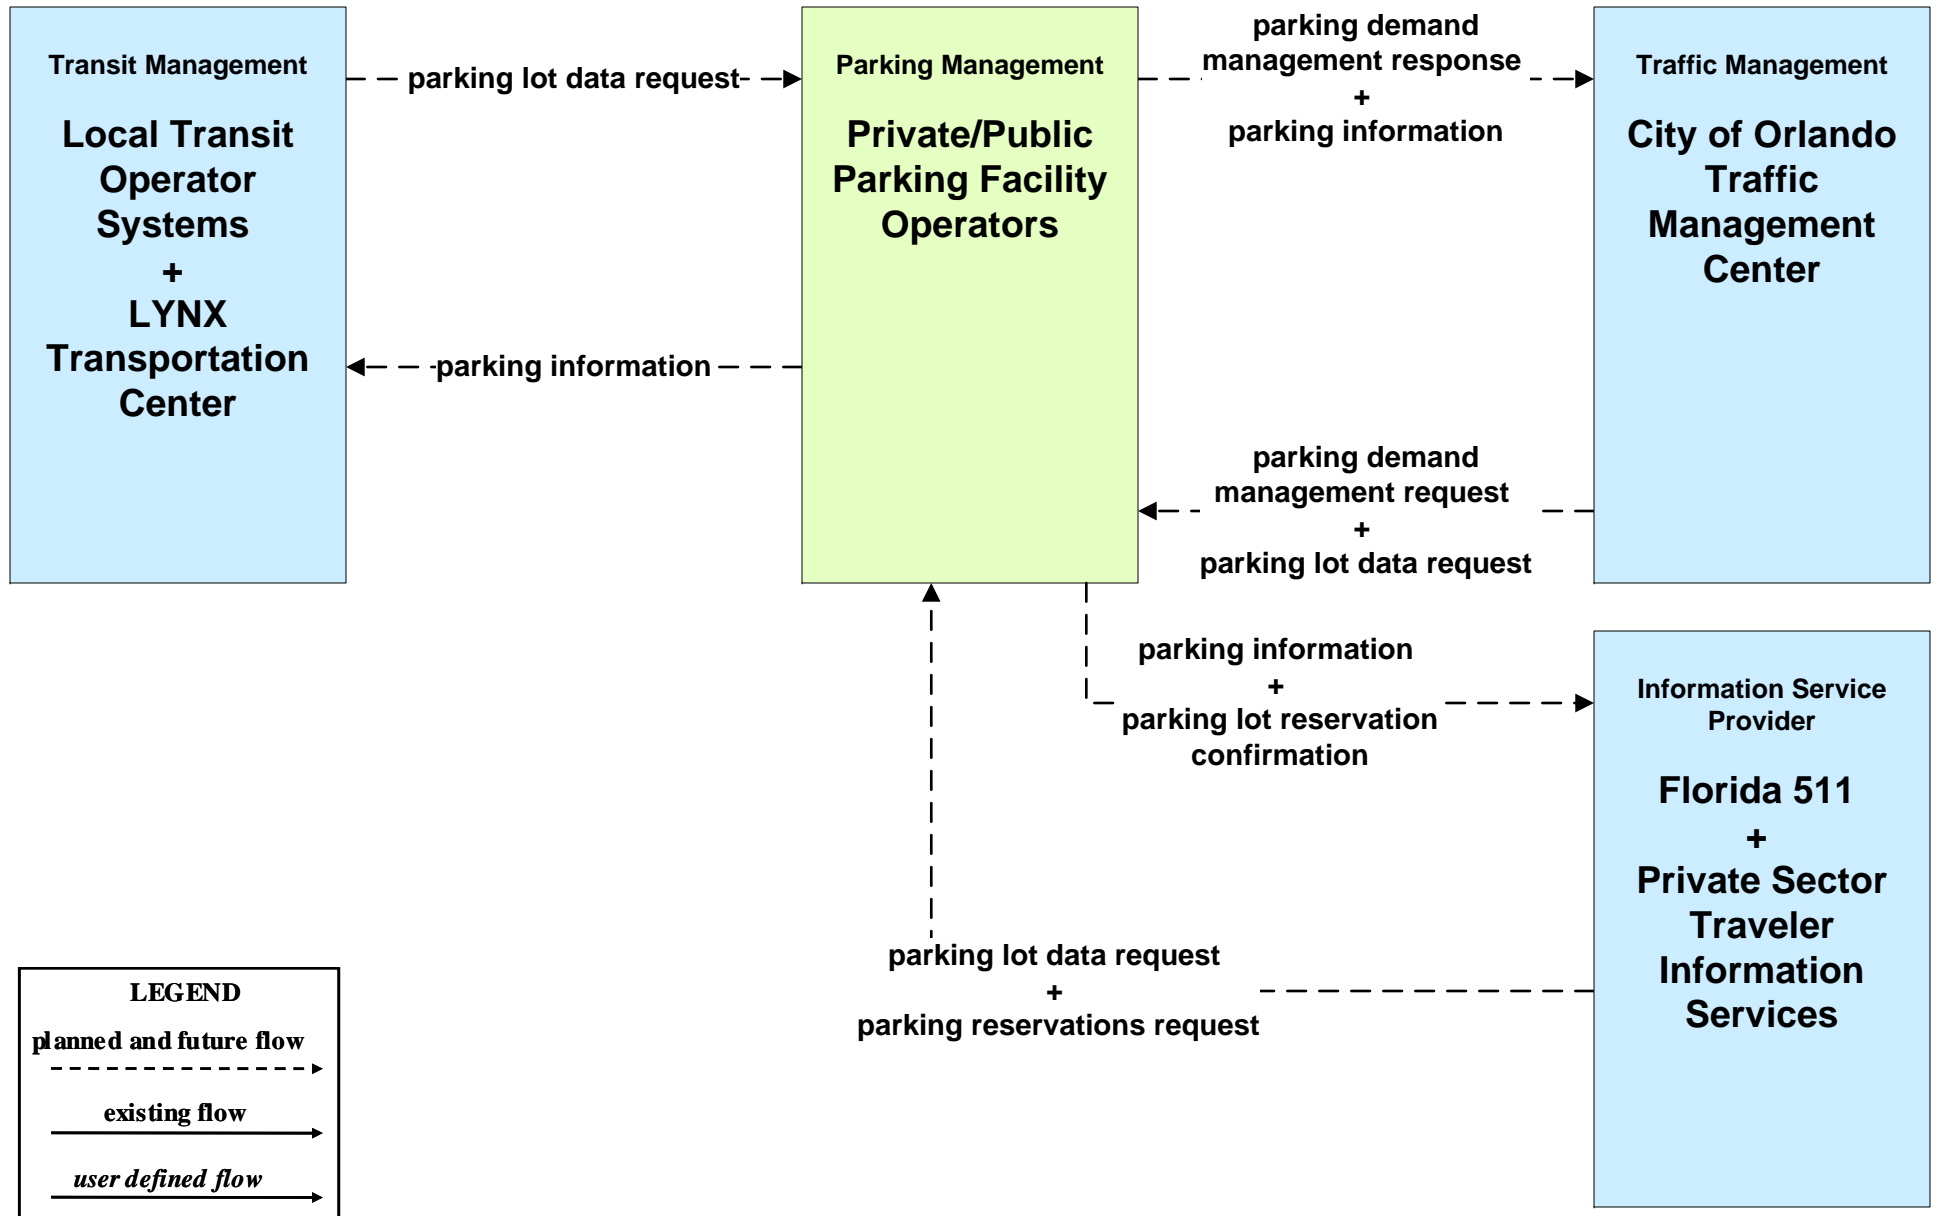 Transit Management
Local Transit
Operator
Systems
+
LYNX
Transportation
Center
parking lot data request
parking information
Parking Management
Private/Public
Parking Facility
Operators
parking demand
management response
+
parking information
parking demand
management request
+
parking lot data request
Traffic Management
City of Orlando
Traffic
Management
Center
parking information
+
parking lot reservation
confirmation
parking lot data request
+
parking reservations request
Information Service
Provider
Florida 511
+
Private Sector
Traveler
Information
Services
LEGEND
planned and future flow
existing flow
user defined flow